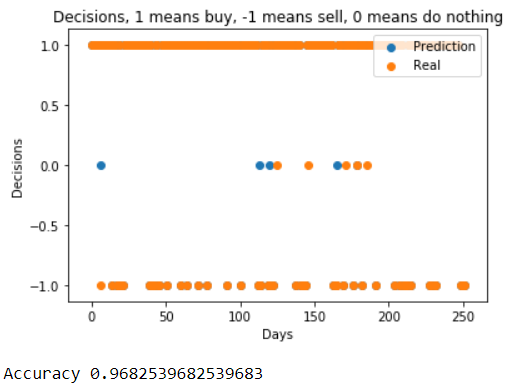 Decisions, 1 means buy, -1 means sell, 0 means do nothing
1.0
0.5
0.0
−0.5
−1.0
Decisions
Prediction
Real
0
50
100
150
200
250
Days
Accuracy 0.9682539682539683